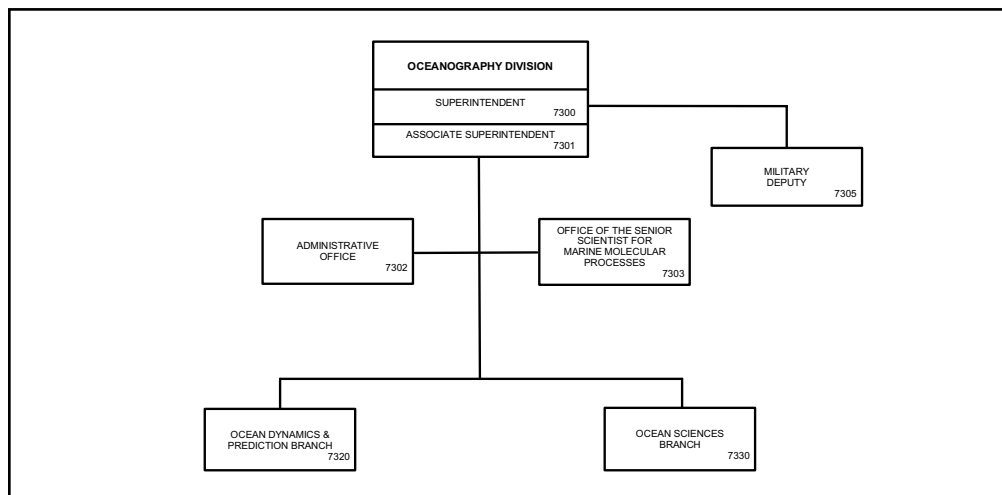 OCEANOGRAPHY DIVISION
SUPERINTENDENT
7300
ASSOCIATE SUPERINTENDENT
7301
MILITARY
DEPUTY
7305
ADMINISTRATIVE
OFFICE
7302
OFFICE OF THE SENIOR
SCIENTIST FOR
MARINE MOLECULAR
PROCESSES
7303
OCEAN DYNAMICS &
PREDICTION BRANCH
7320
OCEAN SCIENCES
BRANCH
7330